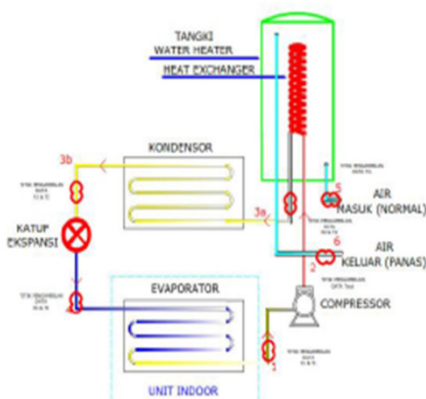 TANGKI
WATER HEATER
HEAT EXCHANGER
KONDENSOR
3b
3a
5
AIR
MASUK (NORMAL)
6
AIR
KELUAR (PANAS)
2
KATUP
EKSPANSI
COMPRESSOR
EVAPORATOR
1
UNIT INDOOR